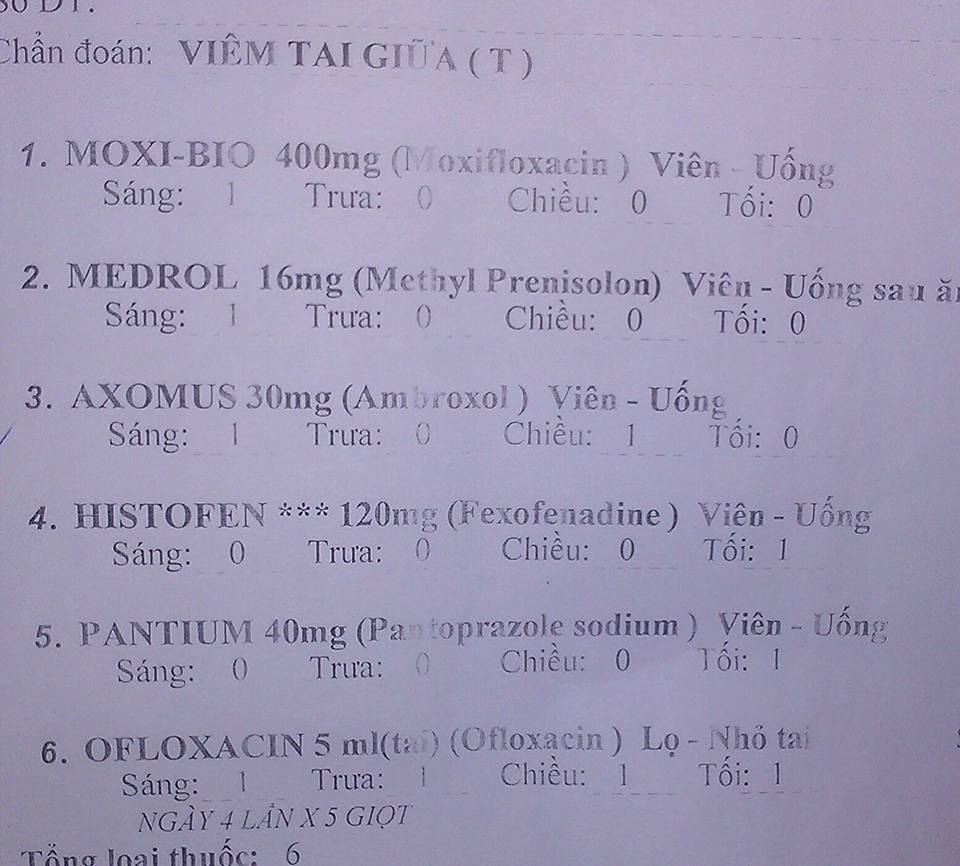 Chẩn đoán: VIÊM TAI GIỮA ( T )
1. MOXI-BIO 400mg (Moxifloxacin ) Viên - Uống
Sáng: 1 Trưa: 0 Chiều: 0 Tối: 0
2. MEDROL 16mg (Methyl Prenisolon) Viên - Uống sau
Sáng: 1 Trưa: 0 Chiều: 0 Tối: 0
3. AXOMUS 30mg (Ambroxol ) Viên - Uống
Sáng: 1 Trưa: 0 Chiều: 1 Tối: 0
4. HISTOFEN *** 120mg (Fexofenadine ) Viên - Uống
Sáng: 0 Trưa: 0 Chiều: 0 Tối: 1
5. PANTIUM 40mg (Pantoprazole sodium ) Viên - Uống
Sáng: 0 Trưa: 0 Chiều: 0 Tối: 1
6. OFLOXACIN 5 ml(tai) (Ofloxacin ) Lọ - Nhỏ tai
Sáng: 1 Trưa: 1 Chiều: 1 Tối: 1
NGÀY 4 LẦN X 5 GIỌT
Tổng loại thuốc: 6